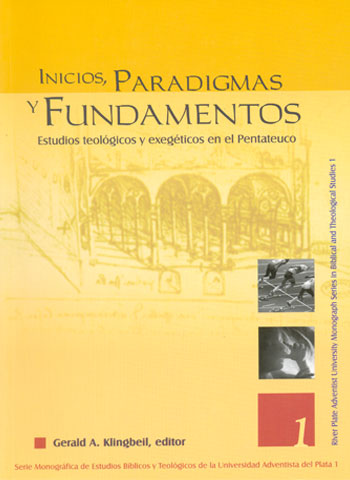 INICIOS, PARADIGMAS
Y FUNDAMENTOS
Estudios teológicos y exegéticos en el Pentateuco
River Plate Adventist University Monograph Series in Biblical and Theological Studies 1
1
Gerald A. Klingbeil, editor
Serie Monográfica de Estudios Bíblicos y Teológicos de la Universidad Adventista del Plata 1